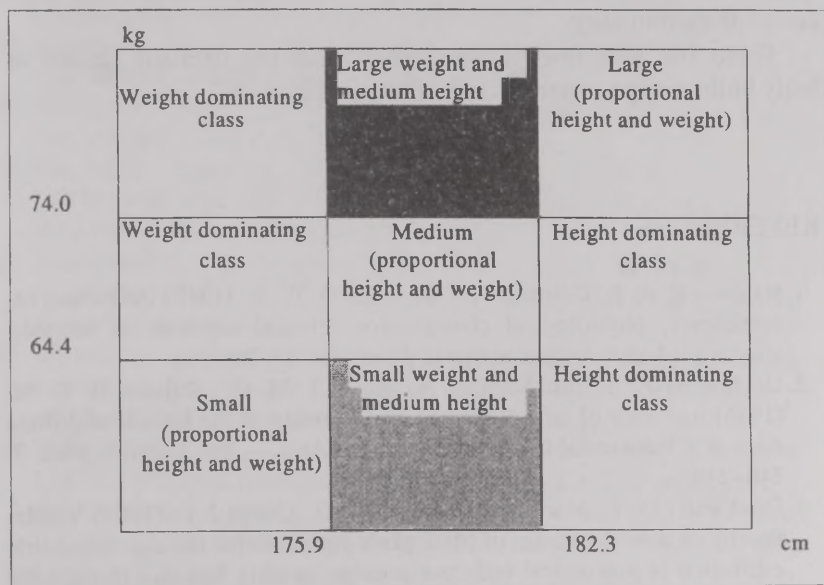 kg
Weight dominating
class
Large weight and
medium height
Large
(proportional
height and weight)
74.0
Weight dominating
class
Medium
(proportional
height and weight)
Height dominating
class
64.4
Small
(proportional
height and weight)
Small weight and
medium height
Height dominating
class
175.9
182.3
cm